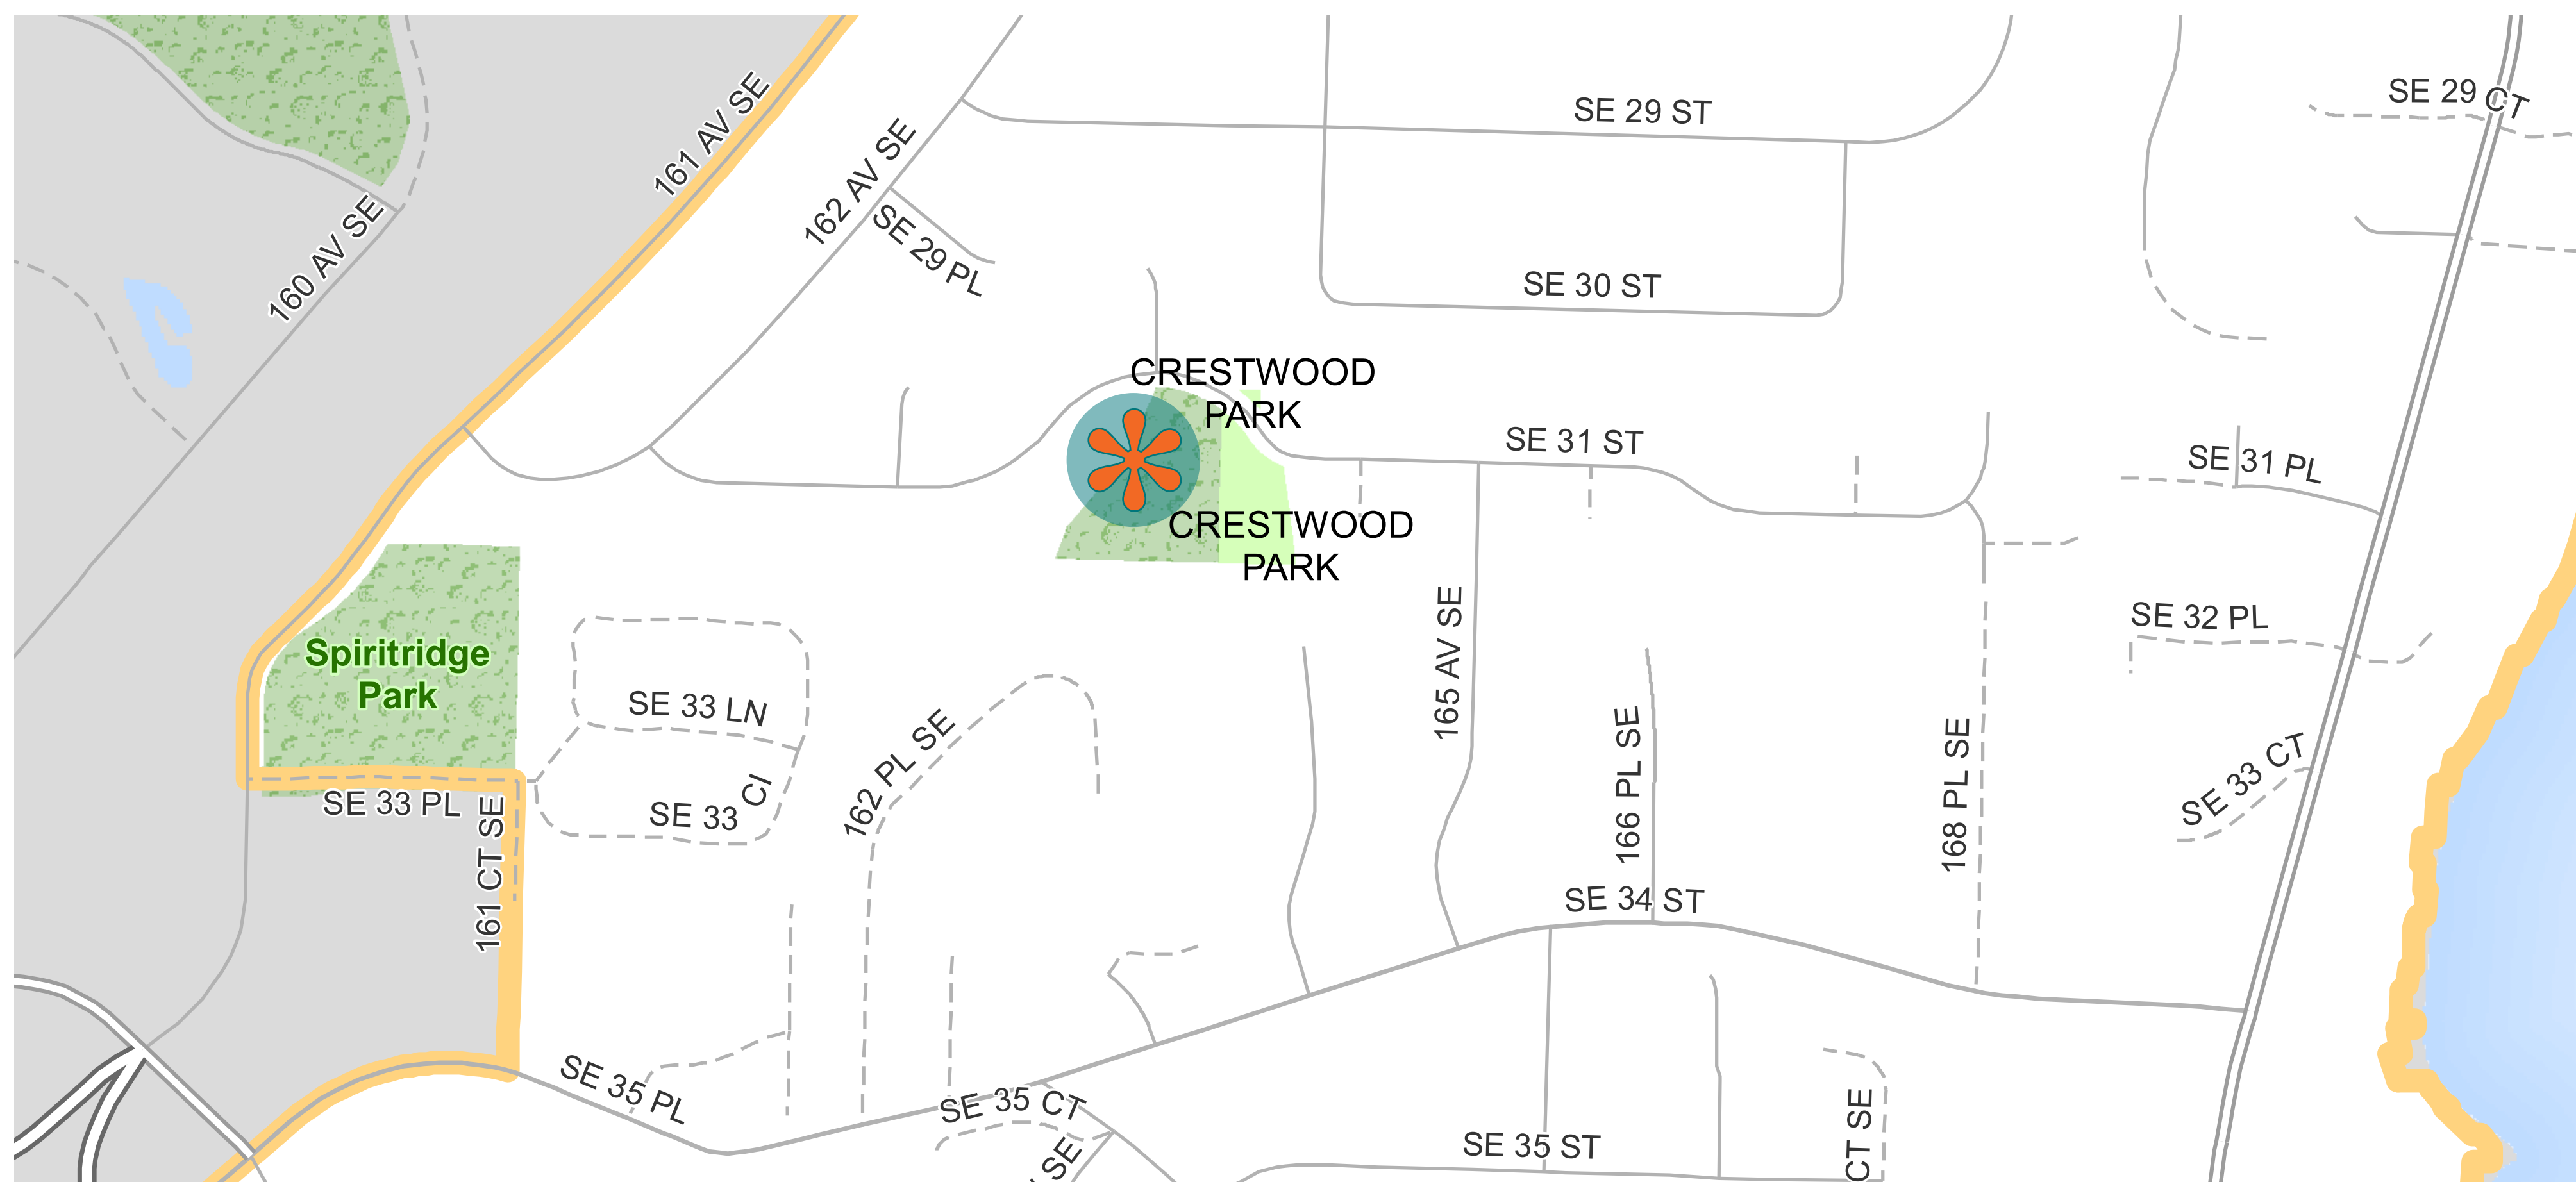 SE 29 CT
161 AV SE
SE 29 ST
162 AV SE
160 AV SE
SE 29 PL
SE 30 ST
CRESTWOOD
PARK
SE 31 ST
SE 31 PL
CRESTWOOD
PARK
SE 32 PL
Spiritridge
Park
165 AV SE
SE 33 LN
162 PL SE
166 PL SE
168 PL SE
SE 33 CT
SE 33 PL
SE 33 CI
161 CT SE
SE 34 ST
SE 35 PL
SE 35 CT
SE 35 ST
SE
CT SE